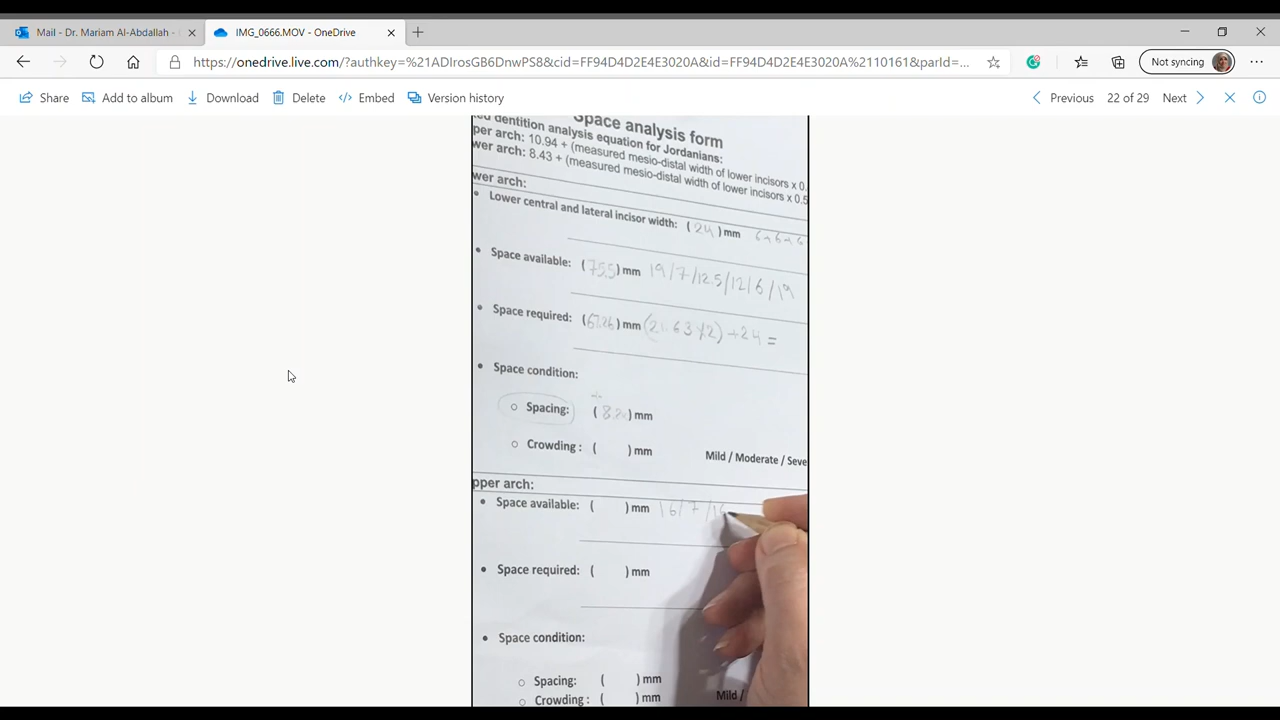 Mail - Dr. Mariam Al-Abdallah -
IMG_0666.MOV - OneDrive
https://onedrive.live.com/?authkey=%21ADIrosGB6DnwPS8&cid=FF94D4D2E4E3020A&id=FF94D4D2E4E3020A%2110161&parId=...
Not syncing
Share Add to album Download Delete Embed Version history Previous 22 of 29 Next
Space analysis form
ed dentition analysis equation for Jordanians:
per arch: 10.94 + (measured mesio-distal width of lower incisors x 0.
wer arch: 8.43 + (measured mesio-distal width of lower incisors x 0.5
wer arch:
• Lower central and lateral incisor width: (24) mm 6+6+6
• Space available: (75.5) mm 19/7/12.5/12/6/19
• Space required: (67.26) mm (21.63 x 2) + 24 =
• Space condition:
○ Spacing: (8.2) mm
○ Crowding : ( ) mm Mild / Moderate / Seve
pper arch:
• Space available: ( ) mm 16/7/1
• Space required: ( ) mm
• Space condition:
○ Spacing: ( ) mm
○ Crowding : ( ) mm Mild /